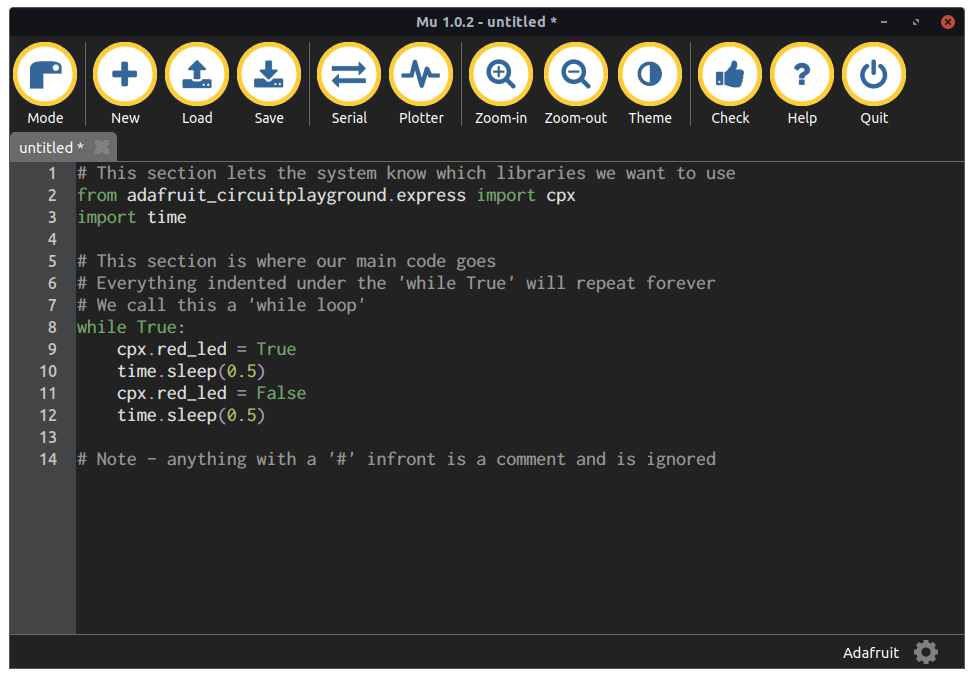 Mu 1.0.2 - untitled *
Mode New Load Save Serial Plotter Zoom-in Zoom-out Theme Check Help Quit
untitled *
1 # This section lets the system know which libraries we want to use
2 from adafruit_circuitplayground.express import cpx
3 import time
4
5 # This section is where our main code goes
6 # Everything indented under the 'while True' will repeat forever
7 # We call this a 'while loop'
8 while True:
9     cpx.red_led = True
10     time.sleep(0.5)
11     cpx.red_led = False
12     time.sleep(0.5)
13
14 # Note - anything with a '#' infront is a comment and is ignored
Adafruit